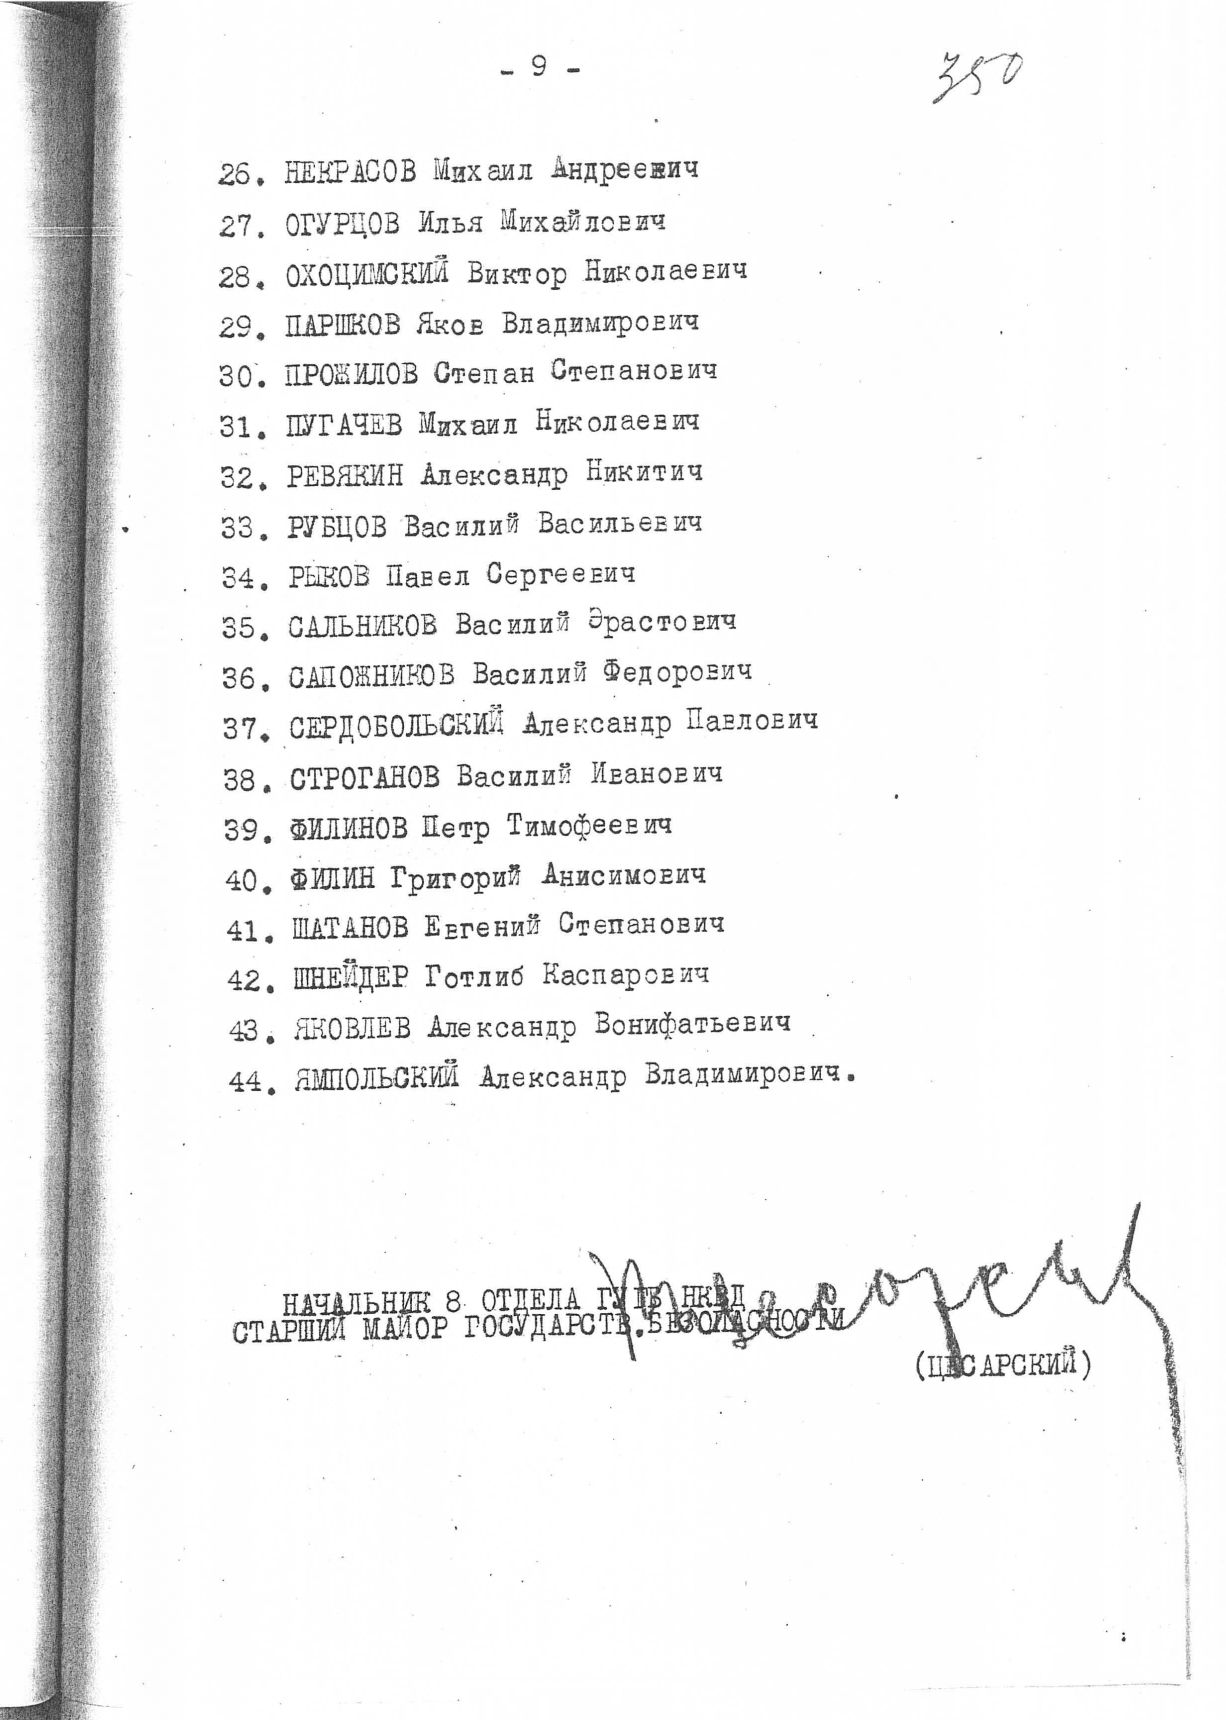 - 9 -
350
26. НЕКРАСОВ Михаил Андреевич
27. ОГУРЦОВ Илья Михайлович
28. ОХОЦИМСКИЙ Виктор Николаевич
29. ПАРШКОВ Яков Владимирович
30. ПРОЖИЛОВ Степан Степанович
31. ПУГАЧЕВ Михаил Николаевич
32. РЕВЯКИН Александр Никитич
33. РУБЦОВ Василий Васильевич
34. РЫКОВ Павел Сергеевич
35. САЛЬНИКОВ Василий Эрастович
36. САПОЖНИКОВ Василий Федорович
37. СЕРДОБОЛЬСКИЙ Александр Павлович
38. СТРОГАНОВ Василий Иванович
39. ФИЛИНОВ Петр Тимофеевич
40. ФИЛИН Григорий Анисимович
41. ШАТАНОВ Евгений Степанович
42. ШНЕЙДЕР Готлиб Каспарович
43. ЯКОВЛЕВ Александр Вонифатьевич
44. ЯМПОЛЬСКИЙ Александр Владимирович.
НАЧАЛЬНИК 8 ОТДЕЛА ГУГБ НКВД
СТАРШИЙ МАЙОР ГОСУДАРСТВ.БЕЗОПАСНОСТИ
(ЦЕСАРСКИЙ)